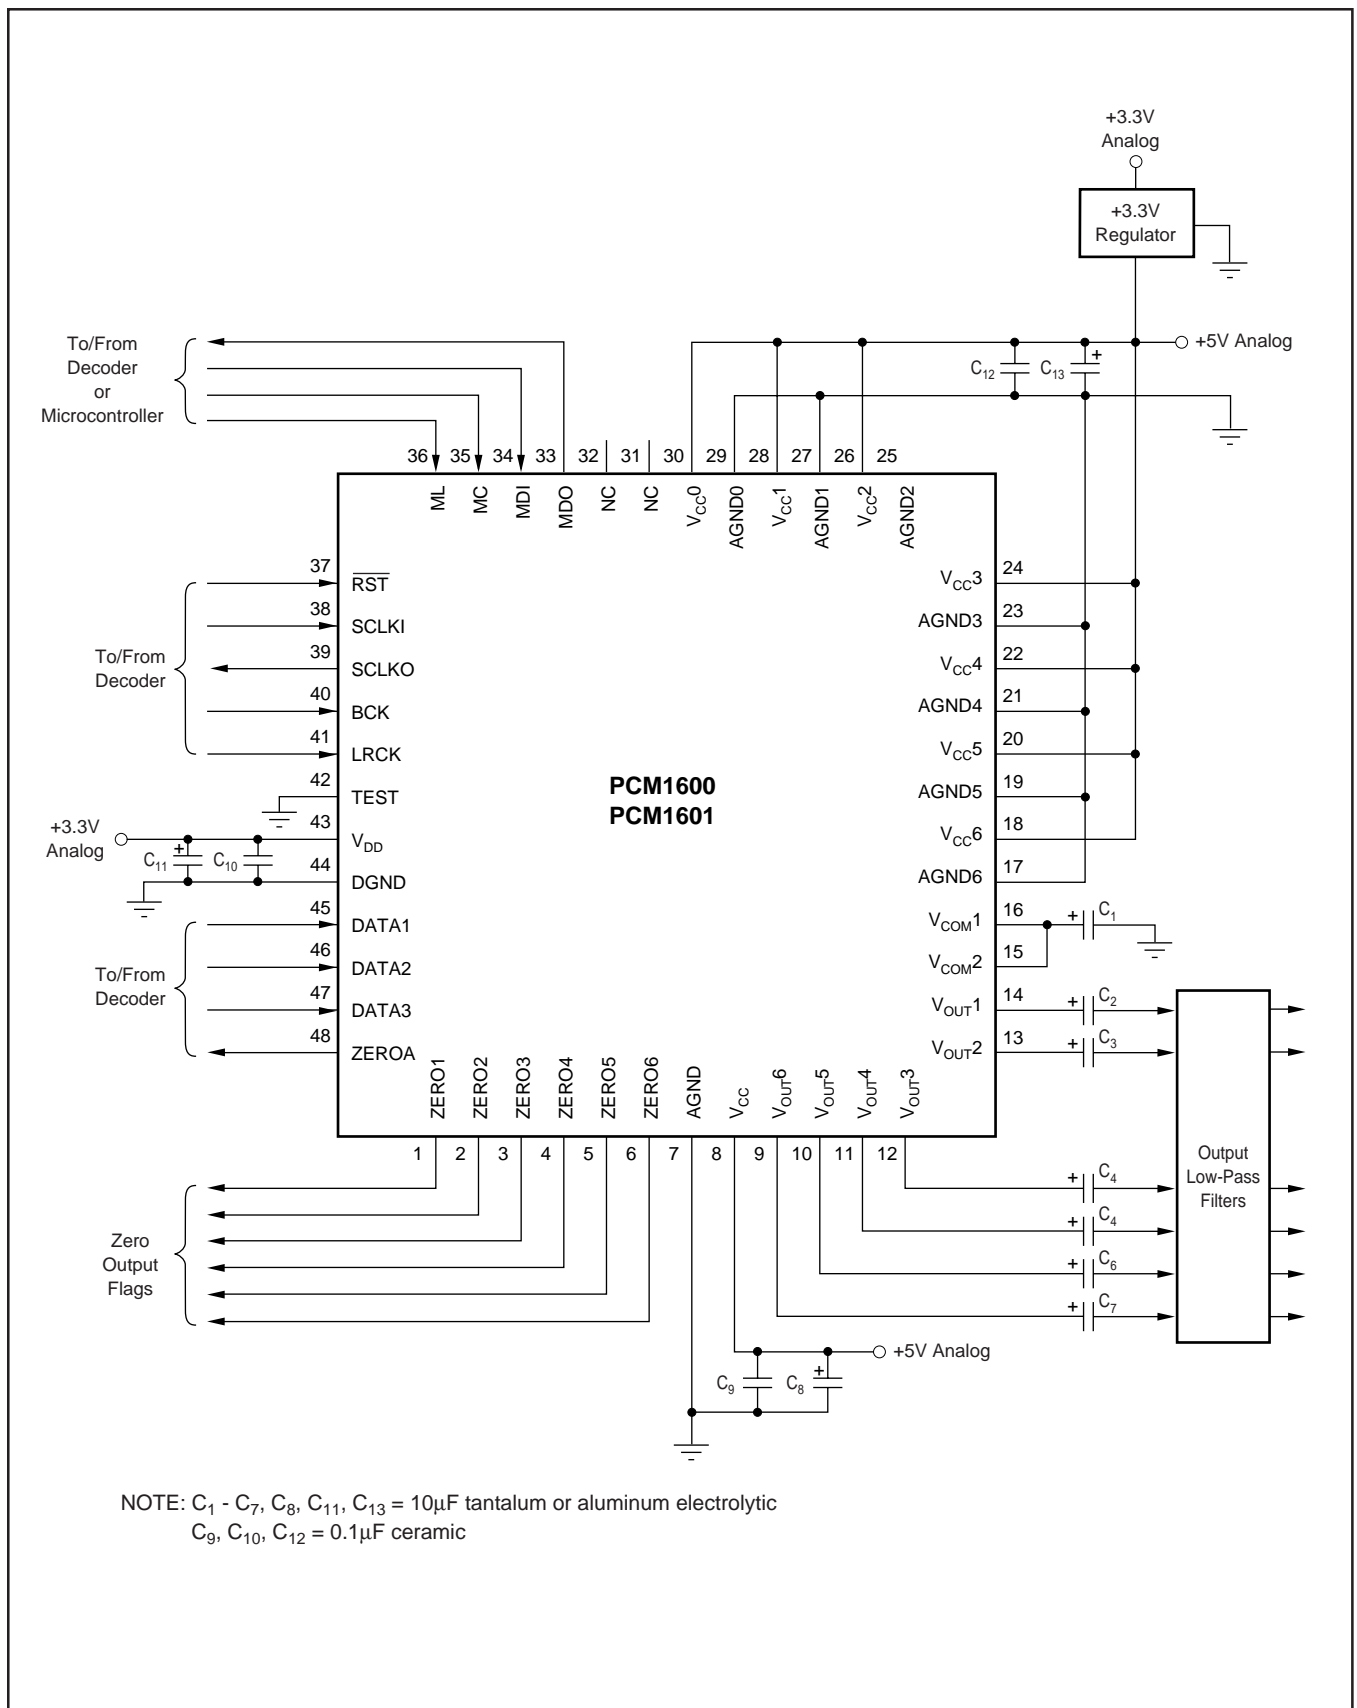 +3.3V
Analog
+3.3V
Regulator
+5V Analog
C12
C13
+
To/From
Decoder
or
Microcontroller
36 35 34 33 32 31 30 29 28 27 26 25
ML MC MDI MDO NC NC VCC0 AGND0 VCC1 AGND1 VCC2 AGND2
To/From
Decoder
37 RST
38 SCLKI
39 SCLKO
40 BCK
41 LRCK
42 TEST
+3.3V
Analog
43 VDD
C11 + C10
44 DGND
To/From
Decoder
45 DATA1
46 DATA2
47 DATA3
48 ZEROA
PCM1600
PCM1601
VCC3 24
AGND3 23
VCC4 22
AGND4 21
VCC5 20
AGND5 19
VCC6 18
AGND6 17
VCOM1 16 + C1
VCOM2 15
VOUT1 14 + C2
VOUT2 13 + C3
ZERO1 ZERO2 ZERO3 ZERO4 ZERO5 ZERO6 AGND VCC VOUT6 VOUT5 VOUT4 VOUT3
1 2 3 4 5 6 7 8 9 10 11 12
Zero
Output
Flags
+ C4
+ C4
+ C6
+ C7
Output
Low-Pass
Filters
+5V Analog
C9 C8 +
NOTE: C1 - C7, C8, C11, C13 = 10µF tantalum or aluminum electrolytic
C9, C10, C12 = 0.1µF ceramic